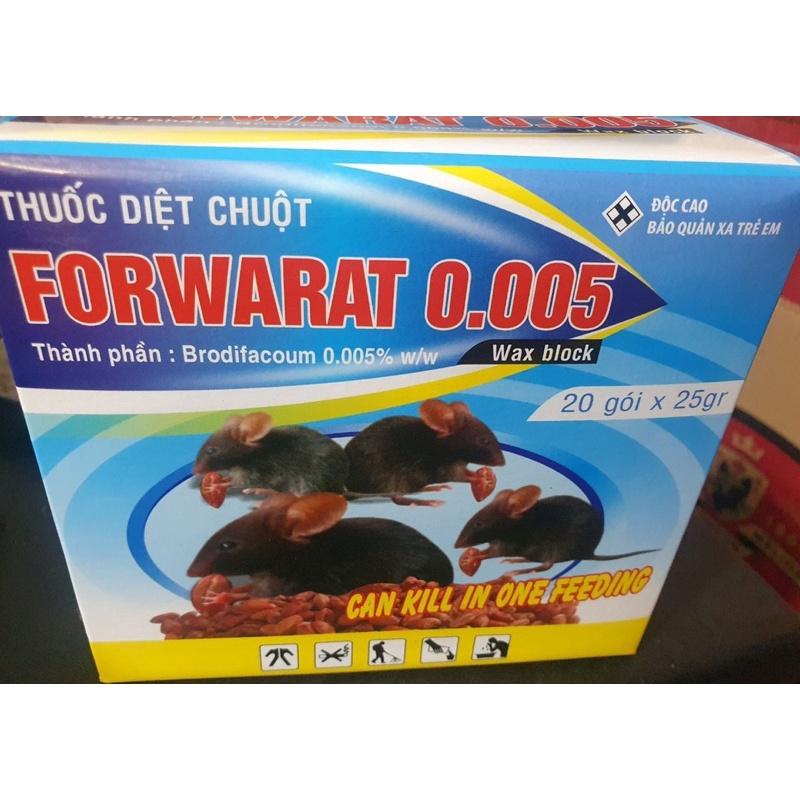 THUỐC DIỆT CHUỘT
ĐỘC CAO
BẢO QUẢN XA TRẺ EM
FORWARAT 0.005
Thành phần : Brodifacoum 0.005% w/w
Wax block
20 gói x 25gr
CAN KILL IN ONE FEEDING